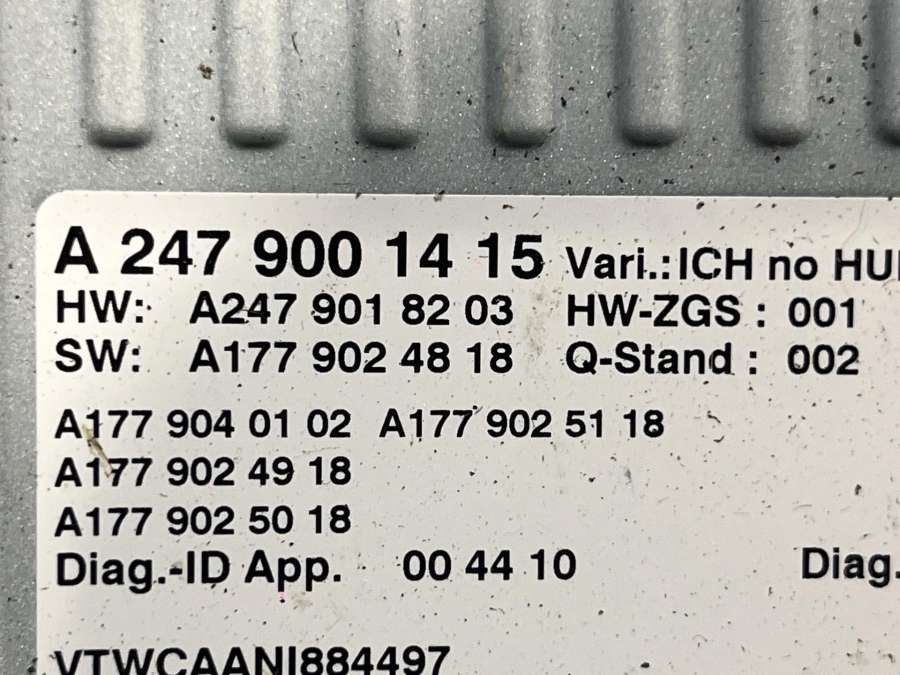 A 247 900 14 15 Vari.:ICH no HU
HW: A247 901 82 03 HW-ZGS : 001
SW: A177 902 48 18 Q-Stand : 002
A177 904 01 02 A177 902 51 18
A177 902 49 18
A177 902 50 18
Diag.-ID App. 00 44 10 Diag.
VTWCAANI884497